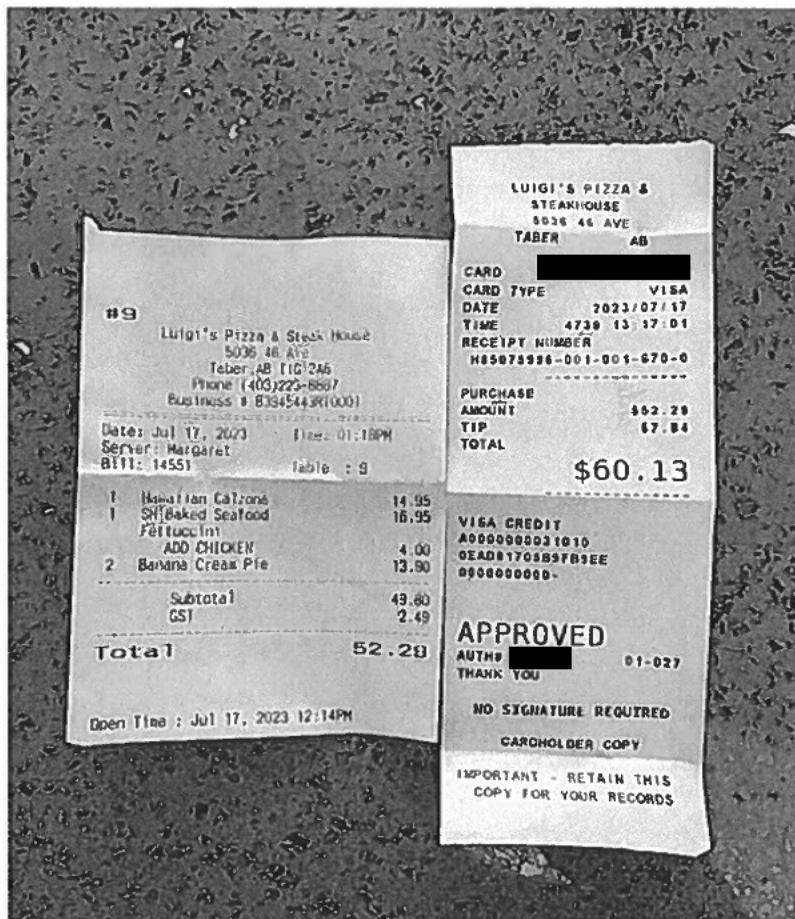 #9
Luigi's Pizza & Steak House
5036 46 Ave
Taber, AB T1G 2A6
Phone (403)223-8887
Business #
Date: Jul 17, 2023 Time: 01:18PM
Server: Margaret
Bill: 14551 Table : 9
1 Hawaiian Calzone 14.95
1 SM Baked Seafood 16.95
Fettuccini
ADD CHICKEN 4.00
2 Banana Cream Pie 13.90
Subtotal 49.80
GST 2.49
Total 52.29
Open Time : Jul 17, 2023 12:14PM
LUIGI'S PIZZA &
STEAKHOUSE
5036 46 AVE
TABER AB
CARD
CARD TYPE VISA
DATE 2023/07/17
TIME 4739 13:17:01
RECEIPT NUMBER
H85075996-001-001-670-0
PURCHASE
AMOUNT $52.29
TIP $7.84
TOTAL
$60.13
VISA CREDIT
A0000000031010
0000000000-
APPROVED
AUTH# 01-027
THANK YOU
NO SIGNATURE REQUIRED
CARDHOLDER COPY
IMPORTANT - RETAIN THIS
COPY FOR YOUR RECORDS